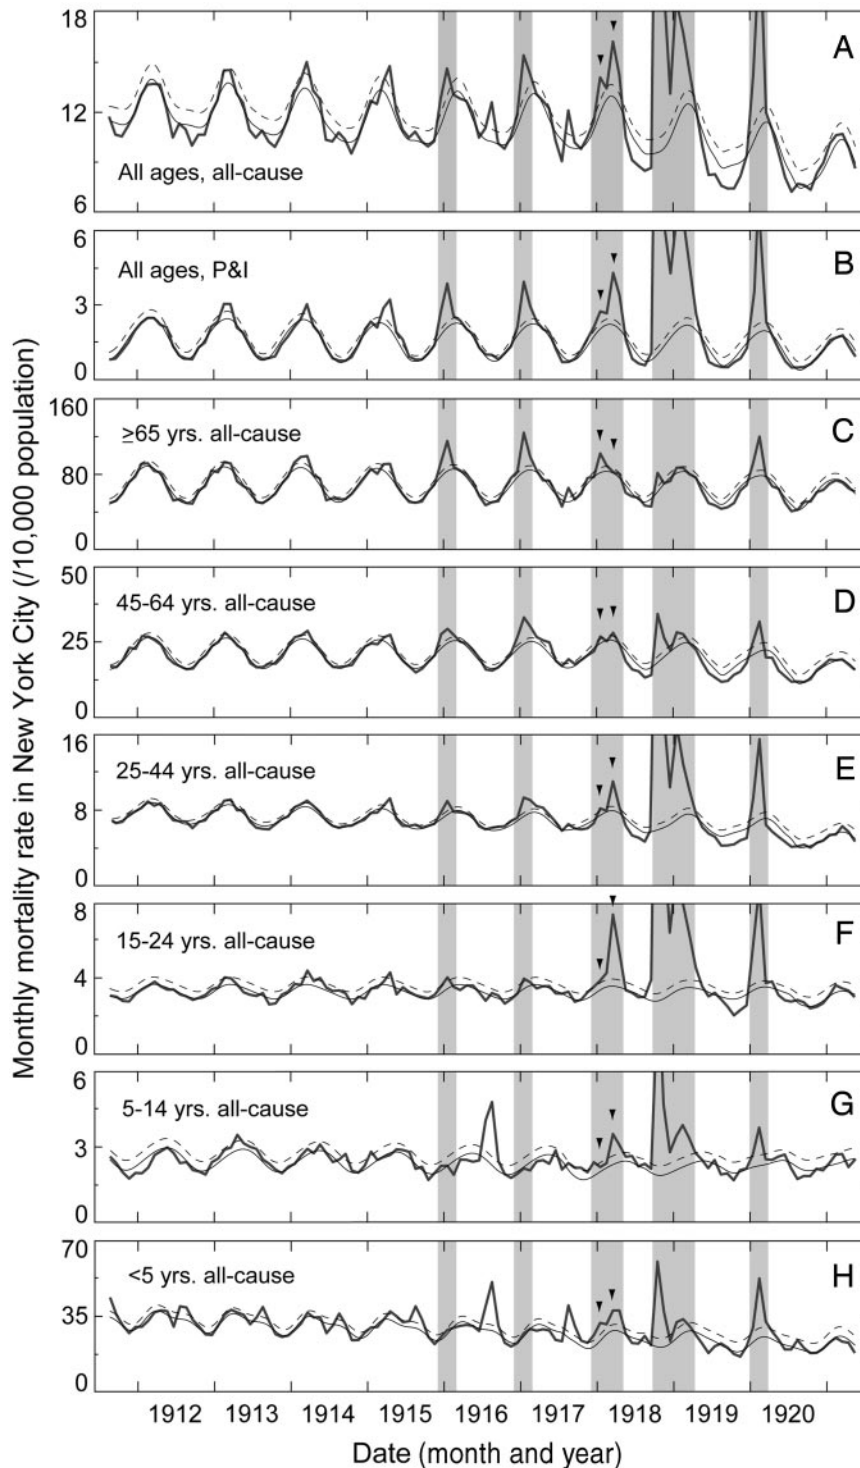 Monthly mortality rate in New York City (/10,000 population)
18
12
6
A
All ages, all-cause
6
3
0
B
All ages, P&I
160
80
0
C
≥65 yrs. all-cause
50
25
0
D
45-64 yrs. all-cause
16
8
0
E
25-44 yrs. all-cause
8
4
0
F
15-24 yrs. all-cause
6
3
0
G
5-14 yrs. all-cause
70
35
0
H
<5 yrs. all-cause
1912 1913 1914 1915 1916 1917 1918 1919 1920
Date (month and year)